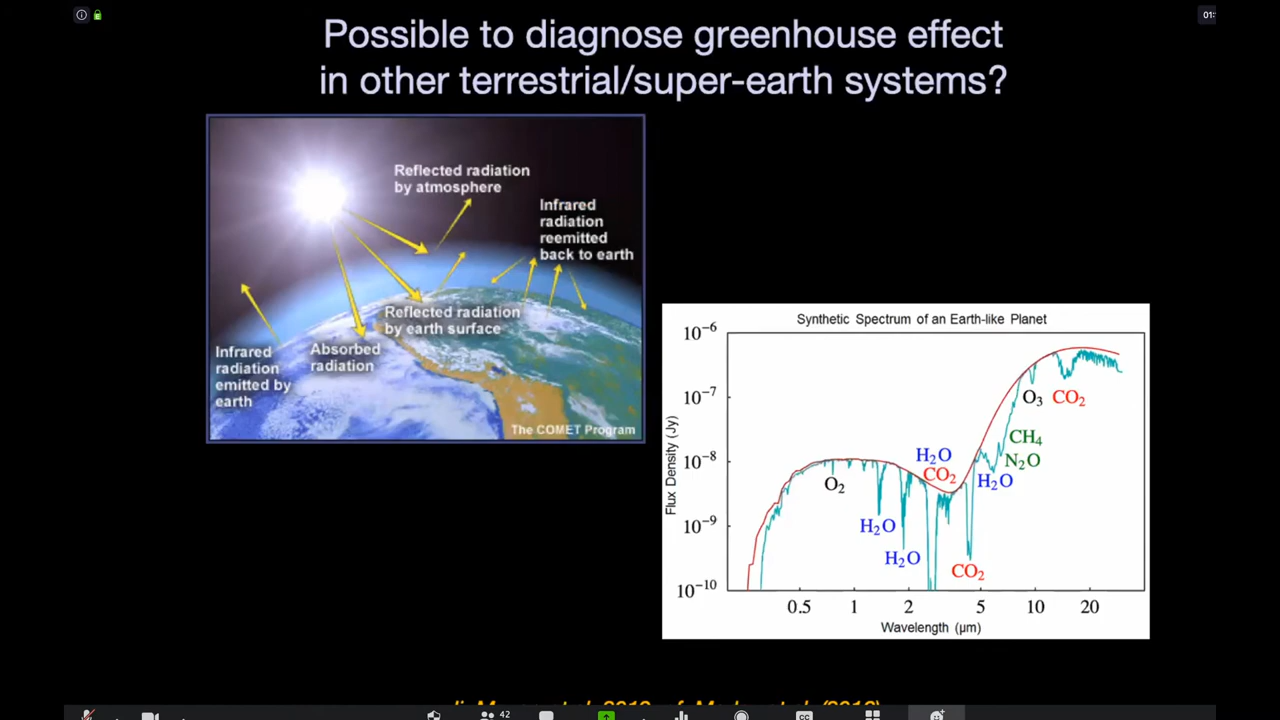 01:
Possible to diagnose greenhouse effect
in other terrestrial/super-earth systems?
Reflected radiation
by atmosphere
Infrared
radiation
reemitted
back to earth
Reflected radiation
by earth surface
Absorbed
radiation
Infrared
radiation
emitted by
earth
The COMET Program
Synthetic Spectrum of an Earth-like Planet
Flux Density (Jy)
10⁻⁶
10⁻⁷
10⁻⁸
10⁻⁹
10⁻¹⁰
O₃ CO₂
CH₄
N₂O
H₂O
H₂O
CO₂
O₂
H₂O
H₂O
CO₂
0.5 1 2 5 10 20
Wavelength (µm)
42
CC